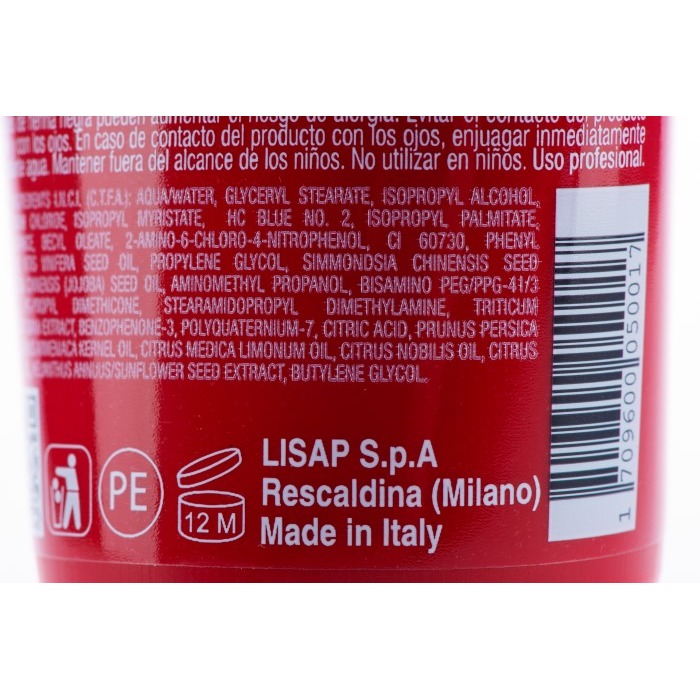 henna negra pueden aumentar el riesgo de alergia. Evitar el contacto del producto
con los ojos. En caso de contacto del producto con los ojos, enjuagar inmediatamente
agua. Mantener fuera del alcance de los niños. No utilizar en niños. Uso profesional.
I.N.C.I. (C.T.F.A.): AQUA/WATER, GLYCERYL STEARATE, ISOPROPYL ALCOHOL,
CHLORIDE, ISOPROPYL MYRISTATE, HC BLUE NO. 2, ISOPROPYL PALMITATE,
DECYL OLEATE, 2-AMINO-6-CHLORO-4-NITROPHENOL, CI 60730, PHENYL
VINIFERA SEED OIL, PROPYLENE GLYCOL, SIMMONDSIA CHINENSIS SEED
(JOJOBA) SEED OIL, AMINOMETHYL PROPANOL, BISAMINO PEG/PPG-41/3
DIMETHICONE, STEARAMIDOPROPYL DIMETHYLAMINE, TRITICUM
EXTRACT, BENZOPHENONE-3, POLYQUATERNIUM-7, CITRIC ACID, PRUNUS PERSICA
KERNEL OIL, CITRUS MEDICA LIMONUM OIL, CITRUS NOBILIS OIL, CITRUS
ANNUUS/SUNFLOWER SEED EXTRACT, BUTYLENE GLYCOL.
PE
12 M
LISAP S.p.A
Rescaldina (Milano)
Made in Italy
1 709600 050017